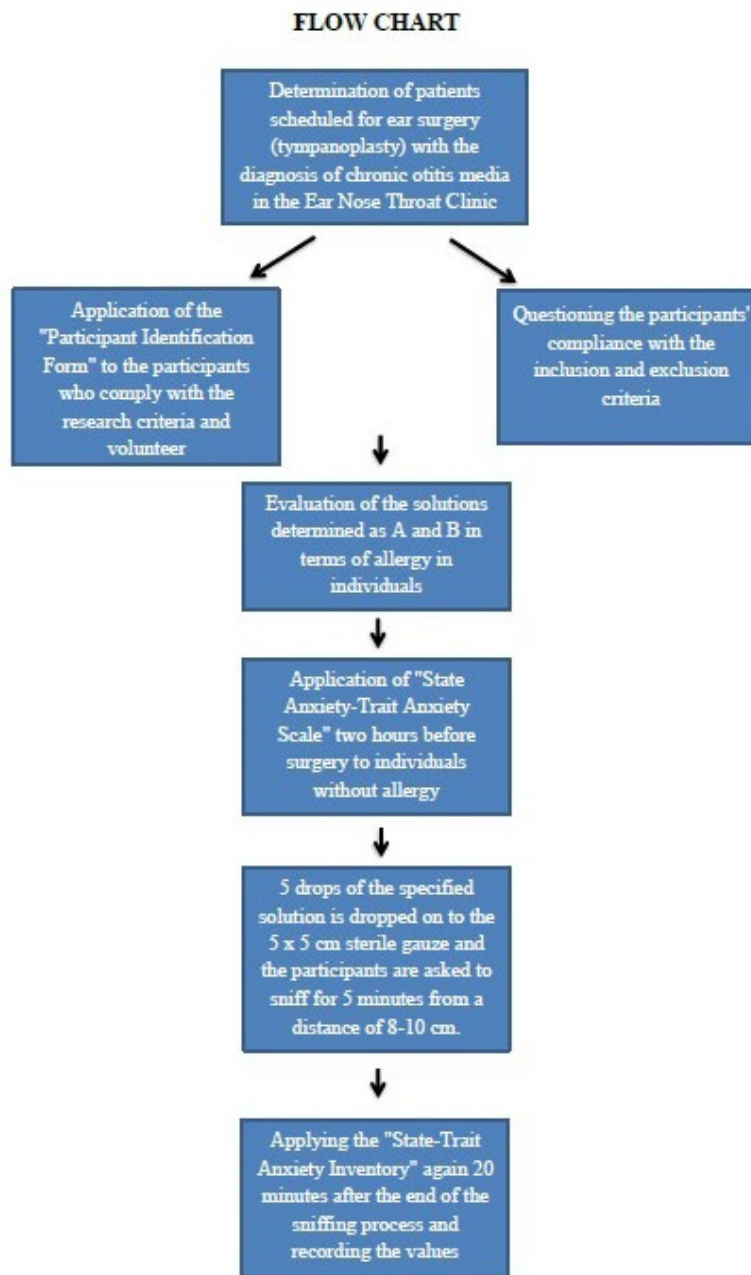 FLOW CHART
Determination of patients
scheduled for ear surgery
(tympanoplasty) with the
diagnosis of chronic otitis media
in the Ear Nose Throat Clinic
Application of the
"Participant Identification
Form" to the participants
who comply with the
research criteria and
volunteer
Questioning the participants'
compliance with the
inclusion and exclusion
criteria
Evaluation of the solutions
determined as A and B in
terms of allergy in
individuals
Application of "State
Anxiety-Trait Anxiety
Scale" two hours before
surgery to individuals
without allergy
5 drops of the specified
solution is dropped on to the
5 x 5 cm sterile gauze and
the participants are asked to
sniff for 5 minutes from a
distance of 8-10 cm.
Applying the "State-Trait
Anxiety Inventory" again 20
minutes after the end of the
sniffing process and
recording the values